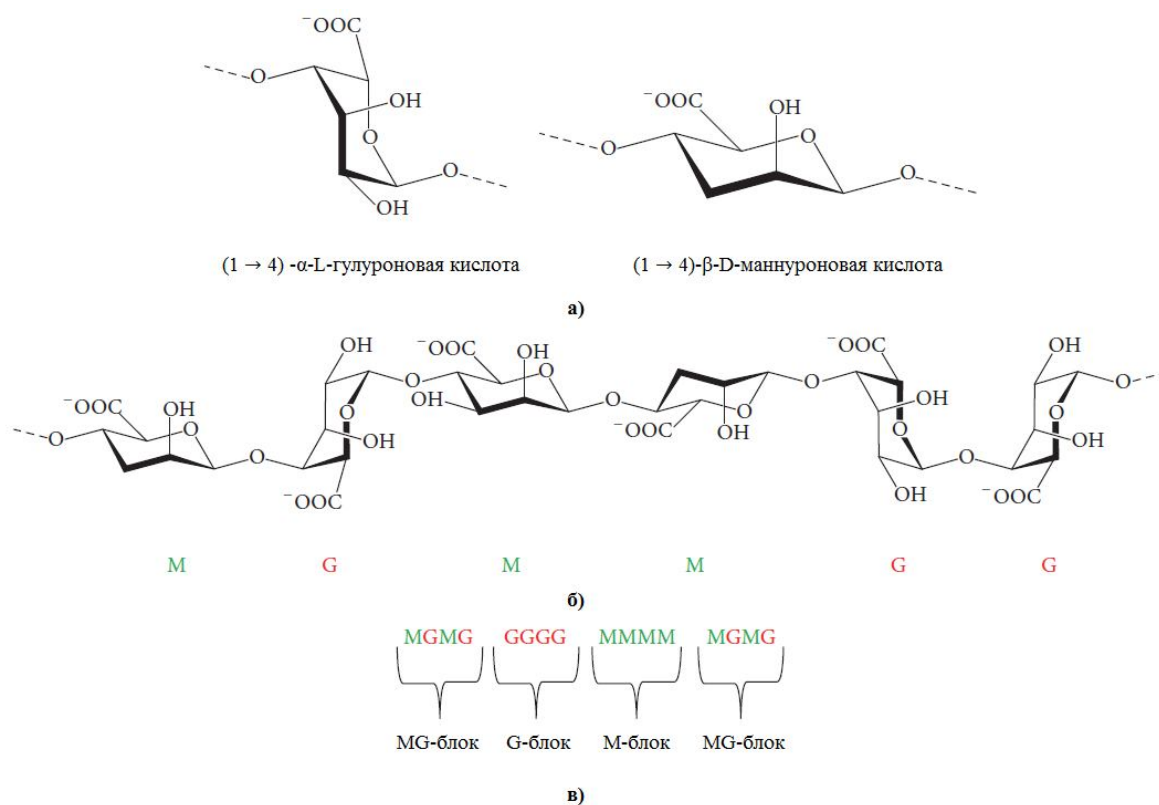 ⁻OOC
O
OH
O
O
OH
⁻OOC
OH
O
O
O
(1 → 4) -α-L-гулуроновая кислота
(1 → 4)-β-D-маннуроновая кислота
а)
⁻OOC
OH
O
O
O
OH
O
OH
⁻OOC
O
⁻OOC
OH
O
HO
OH
O
⁻OOC
OH
O
O
⁻OOC
OH
O
OH
O
OH
O
OH
⁻OOC
O
M
G
M
M
G
G
б)
MGMG GGGG MMMM MGMG
MG-блок G-блок М-блок MG-блок
в)